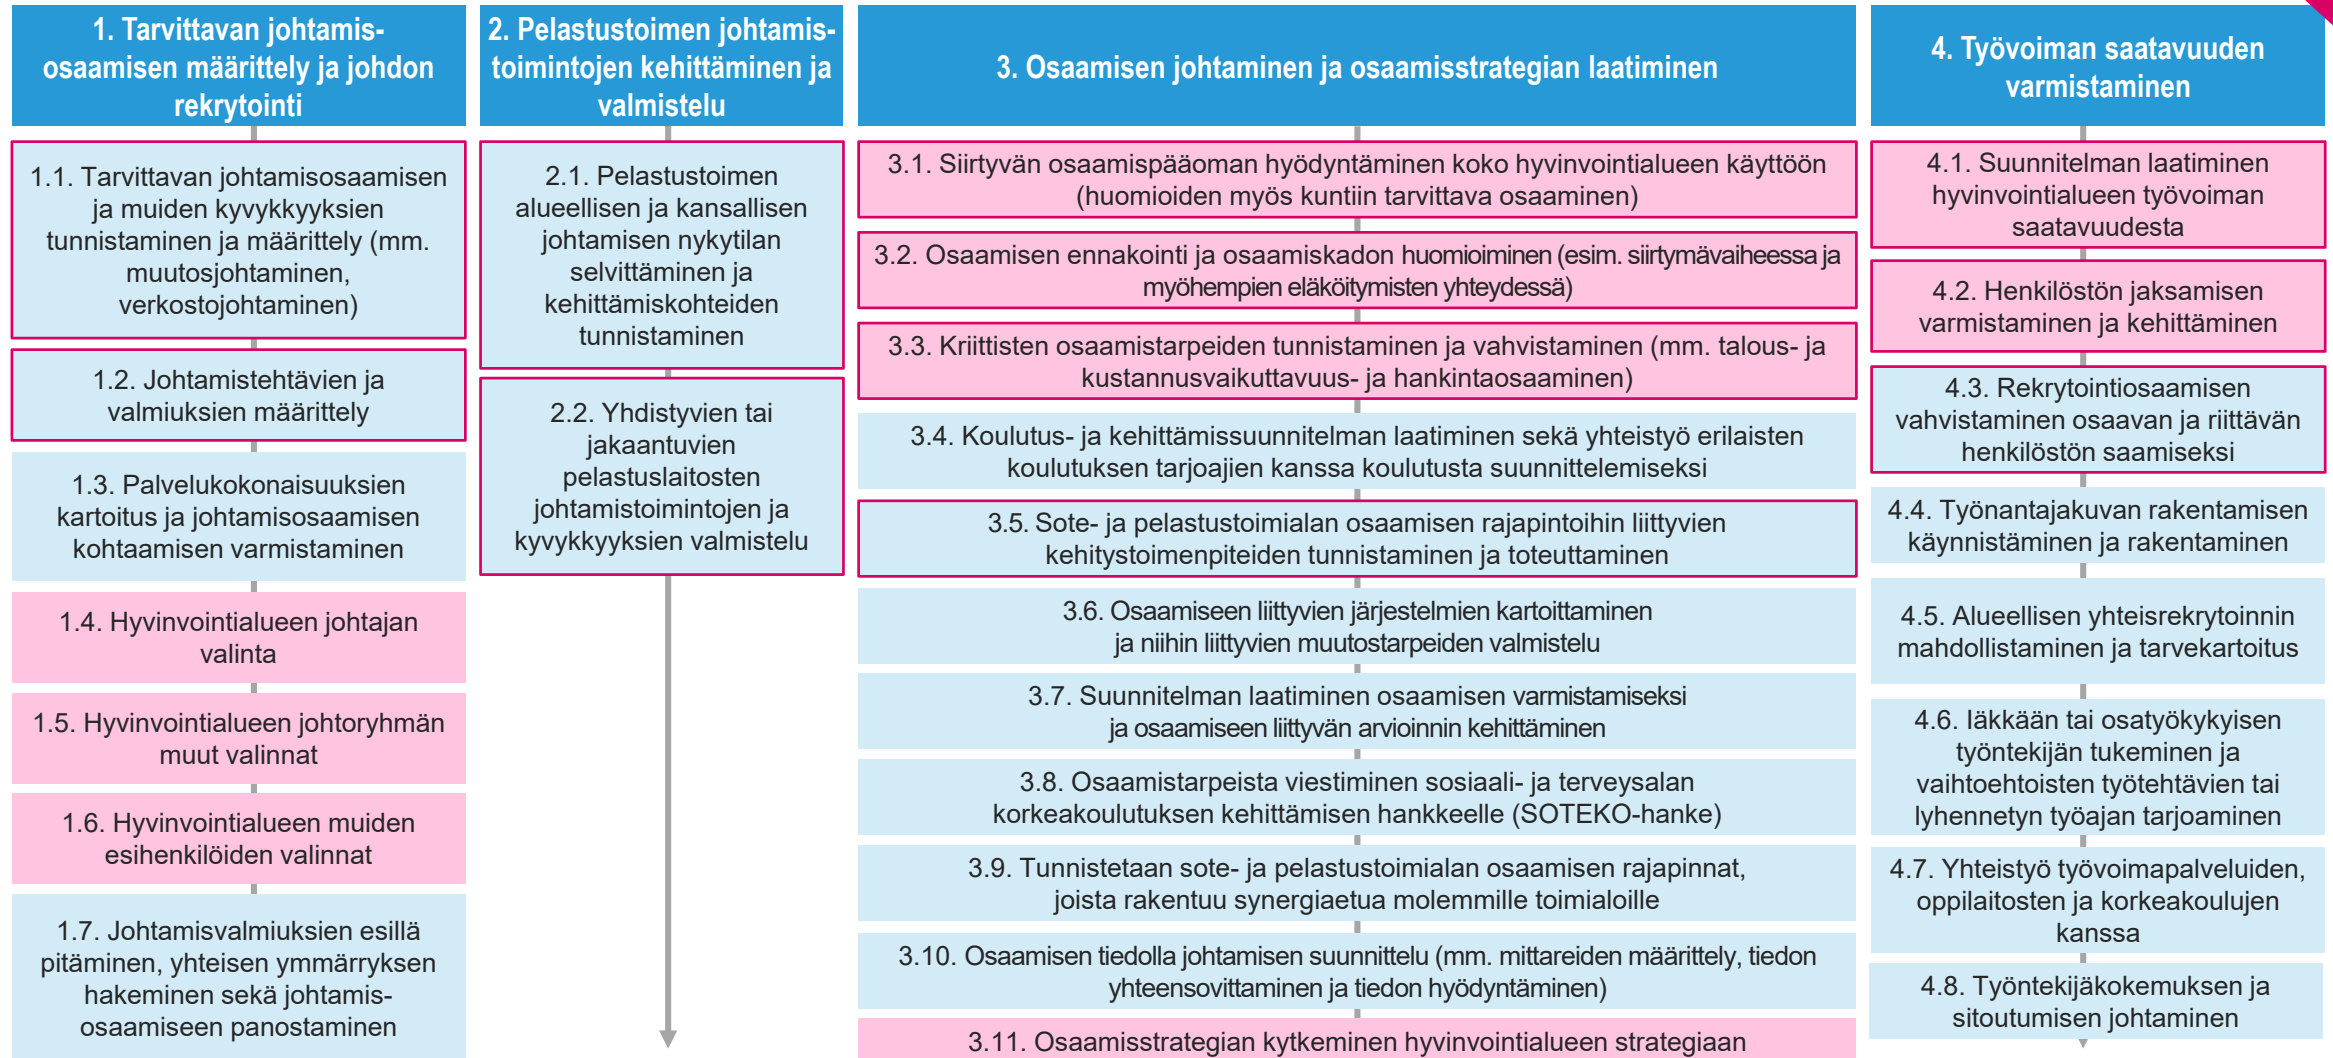 1. Tarvittavan johtamis-
osaamisen määrittely ja johdon
rekrytointi
1.1. Tarvittavan johtamisosaamisen
ja muiden kyvykkyyksien
tunnistaminen ja määrittely (mm.
muutosjohtaminen,
verkostojohtaminen)
1.2. Johtamistehtävien ja
valmiuksien määrittely
1.3. Palvelukokonaisuuksien
kartoitus ja johtamisosaamisen
kohtaamisen varmistaminen
1.4. Hyvinvointialueen johtajan
valinta
1.5. Hyvinvointialueen johtoryhmän
muut valinnat
1.6. Hyvinvointialueen muiden
esihenkilöiden valinnat
1.7. Johtamisvalmiuksien esillä
pitäminen, yhteisen ymmärryksen
hakeminen sekä johtamis-
osaamiseen panostaminen
2. Pelastustoimen johtamis-
toimintojen kehittäminen ja
valmistelu
2.1. Pelastustoimen
alueellisen ja kansallisen
johtamisen nykytilan
selvittäminen ja
kehittämiskohteiden
tunnistaminen
2.2. Yhdistyvien tai
jakaantuvien
pelastuslaitosten
johtamistoimintojen ja
kyvykkyyksien valmistelu
3. Osaamisen johtaminen ja osaamisstrategian laatiminen
3.1. Siirtyvän osaamispääoman hyödyntäminen koko hyvinvointialueen käyttöön
(huomioiden myös kuntiin tarvittava osaaminen)
3.2. Osaamisen ennakointi ja osaamiskadon huomioiminen (esim. siirtymävaiheessa ja
myöhempien eläköitymisten yhteydessä)
3.3. Kriittisten osaamistarpeiden tunnistaminen ja vahvistaminen (mm. talous- ja
kustannusvaikuttavuus- ja hankintaosaaminen)
3.4. Koulutus- ja kehittämissuunnitelman laatiminen sekä yhteistyö erilaisten
koulutuksen tarjoajien kanssa koulutusta suunnittelemiseksi
3.5. Sote- ja pelastustoimialan osaamisen rajapintoihin liittyvien
kehitystoimenpiteiden tunnistaminen ja toteuttaminen
3.6. Osaamiseen liittyvien järjestelmien kartoittaminen
ja niihin liittyvien muutostarpeiden valmistelu
3.7. Suunnitelman laatiminen osaamisen varmistamiseksi
ja osaamiseen liittyvän arvioinnin kehittäminen
3.8. Osaamistarpeista viestiminen sosiaali- ja terveysalan
korkeakoulutuksen kehittämisen hankkeelle (SOTEKO-hanke)
3.9. Tunnistetaan sote- ja pelastustoimialan osaamisen rajapinnat,
joista rakentuu synergiaetua molemmille toimialoille
3.10. Osaamisen tiedolla johtamisen suunnittelu (mm. mittareiden määrittely, tiedon
yhteensovittaminen ja tiedon hyödyntäminen)
3.11. Osaamisstrategian kytkeminen hyvinvointialueen strategiaan
4. Työvoiman saatavuuden
varmistaminen
4.1. Suunnitelman laatiminen
hyvinvointialueen työvoiman
saatavuudesta
4.2. Henkilöstön jaksamisen
varmistaminen ja kehittäminen
4.3. Rekrytointiosaamisen
vahvistaminen osaavan ja riittävän
henkilöstön saamiseksi
4.4. Työnantajakuvan rakentamisen
käynnistäminen ja rakentaminen
4.5. Alueellisen yhteisrekrytoinnin
mahdollistaminen ja tarvekartoitus
4.6. Iäkkään tai osatyökykyisen
työntekijän tukeminen ja
vaihtoehtoisten työtehtävien tai
lyhennetyn työajan tarjoaminen
4.7. Yhteistyö työvoimapalveluiden,
oppilaitosten ja korkeakoulujen
kanssa
4.8. Työntekijäkokemuksen ja
sitoutumisen johtaminen